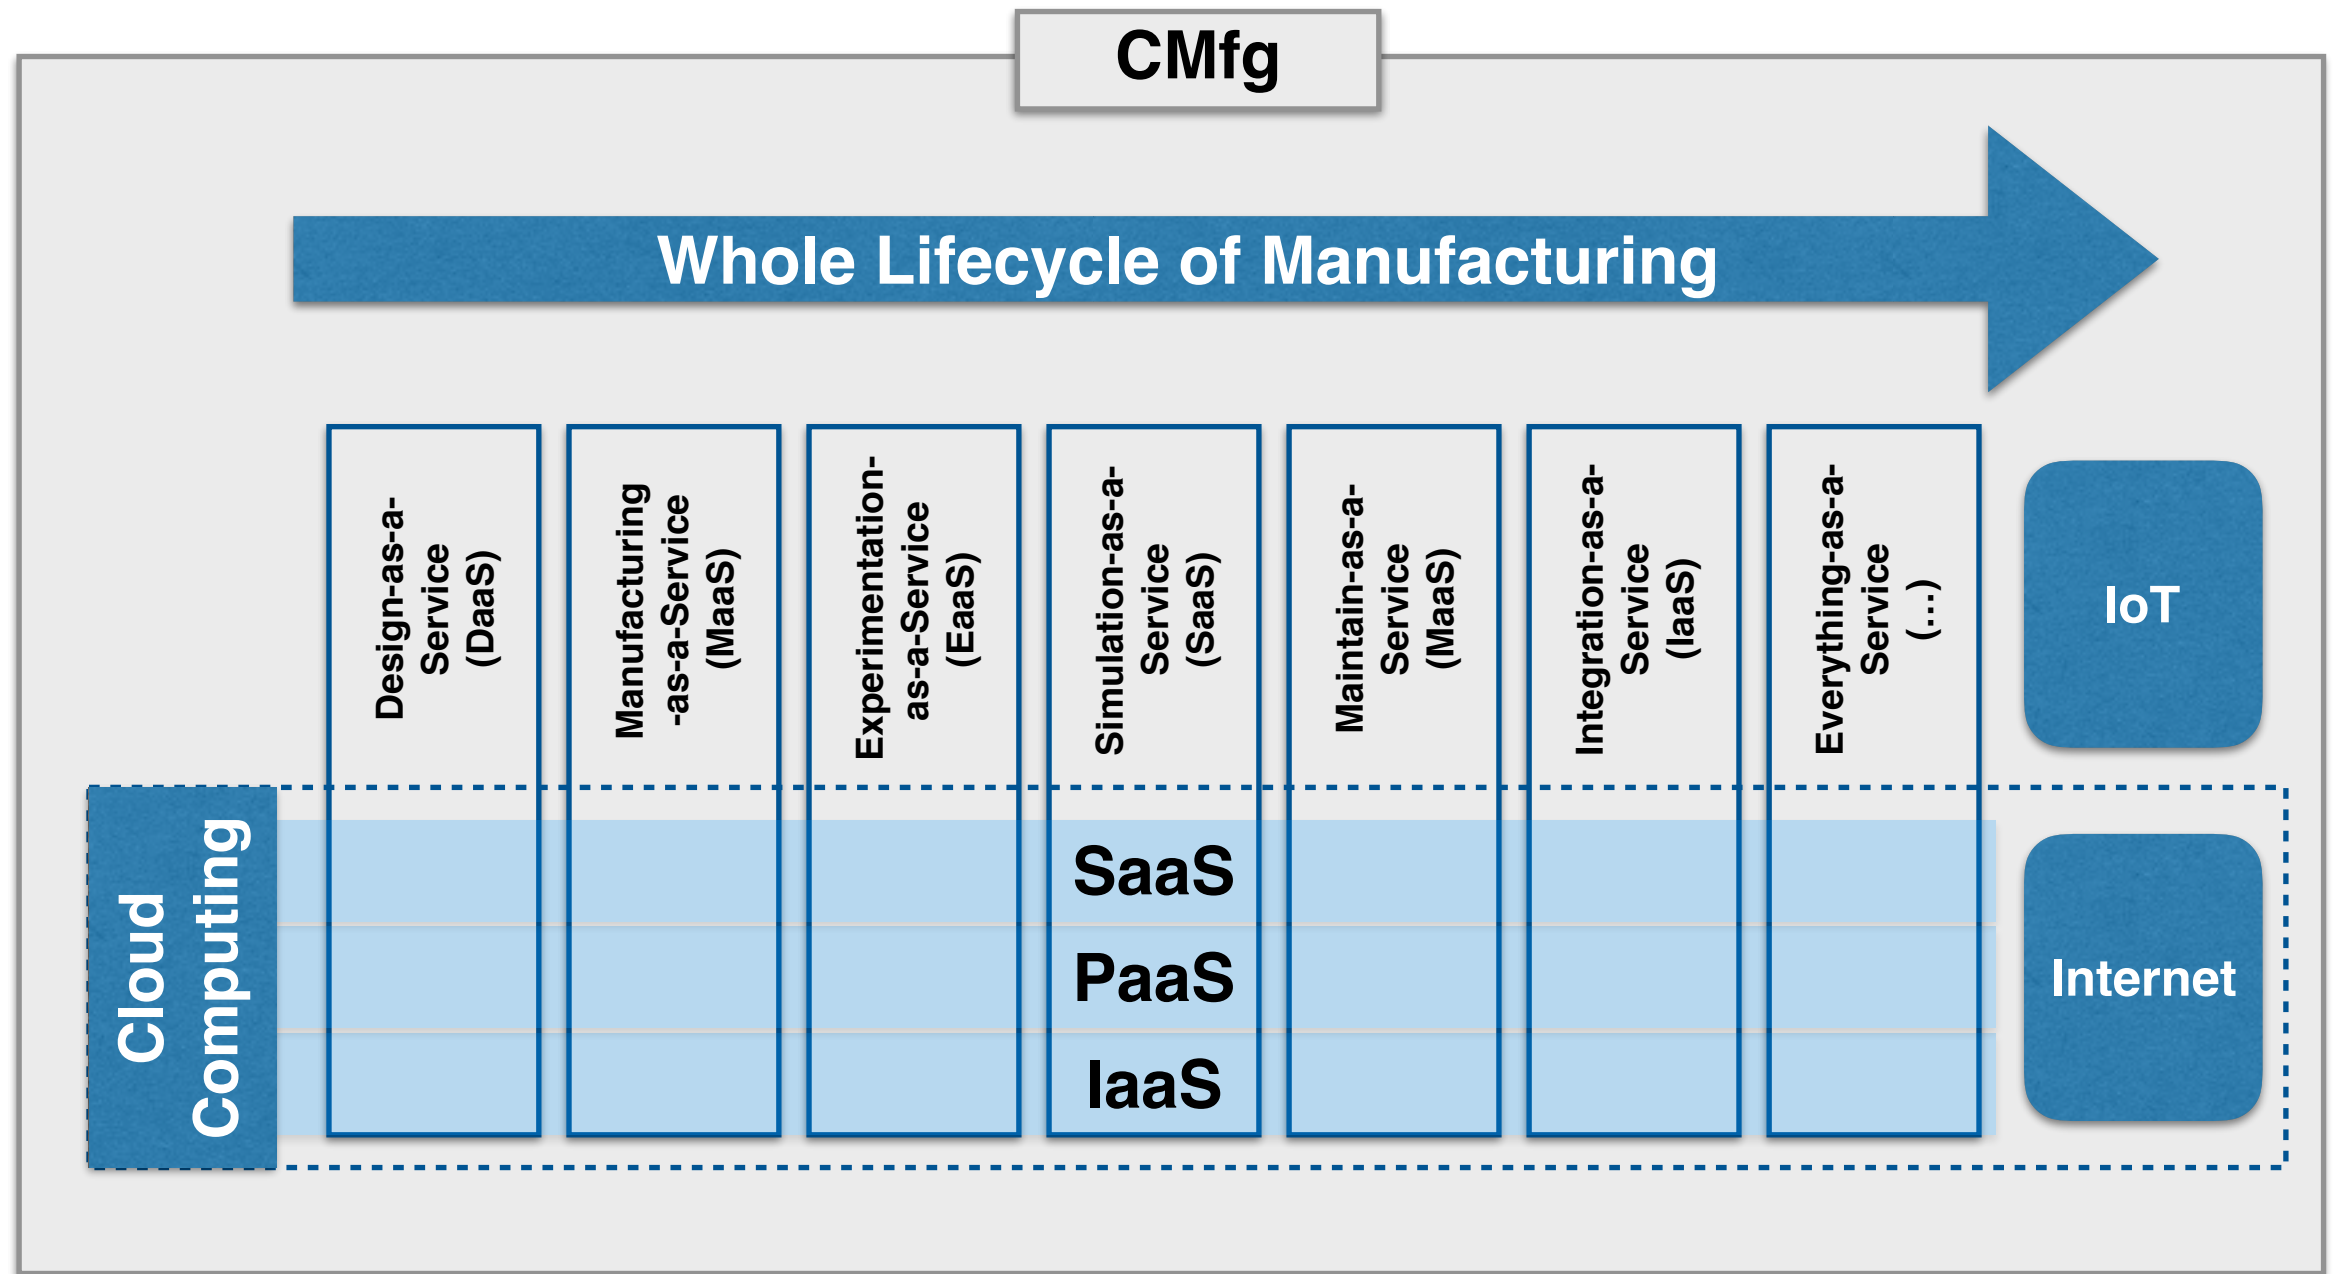 CMfg
Whole Lifecycle of Manufacturing
Design-as-a-
Service
(DaaS)
Manufacturing
-as-a-Service
(MaaS)
Experimentation-
as-a-Service
(EaaS)
Simulation-as-a-
Service
(SaaS)
Maintain-as-a-
Service
(MaaS)
Integration-as-a-
Service
(IaaS)
Everything-as-a-
Service
(…)
IoT
Cloud
Computing
SaaS
PaaS
IaaS
Internet